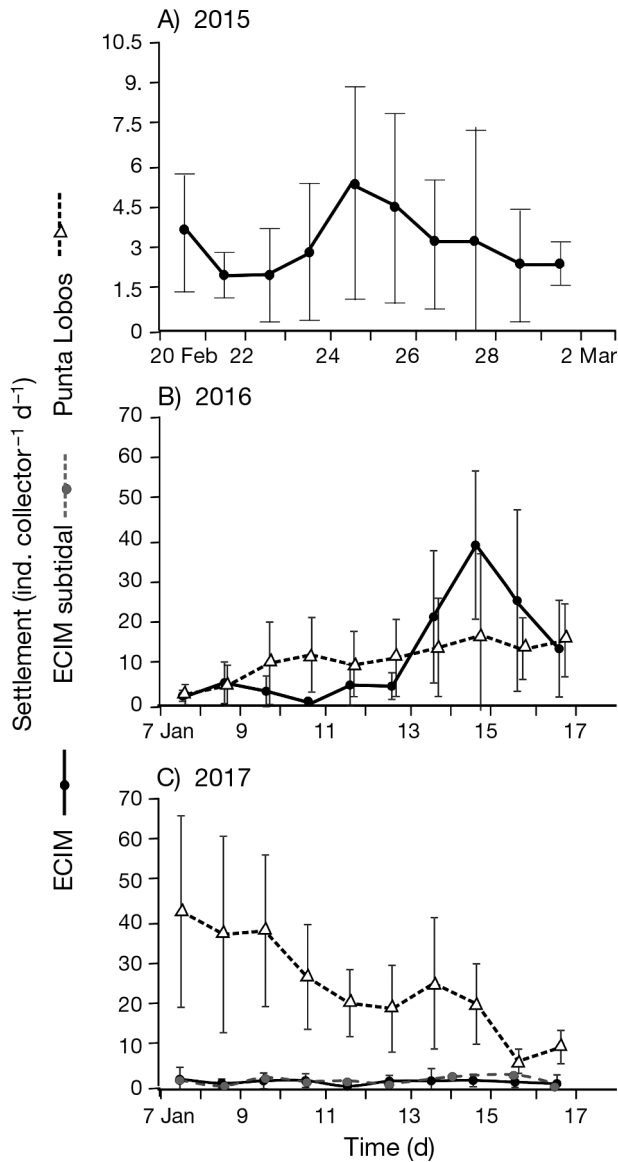 A) 2015
10.5
9.
7.5
6
4.5
3
1.5
0
20 Feb 22 24 26 28 2 Mar
B) 2016
70
60
50
40
30
20
10
0
7 Jan 9 11 13 15 17
C) 2017
70
60
50
40
30
20
10
0
7 Jan 9 11 13 15 17
Time (d)
Settlement (ind. collector⁻¹ d⁻¹)
ECIM
ECIM subtidal
Punta Lobos